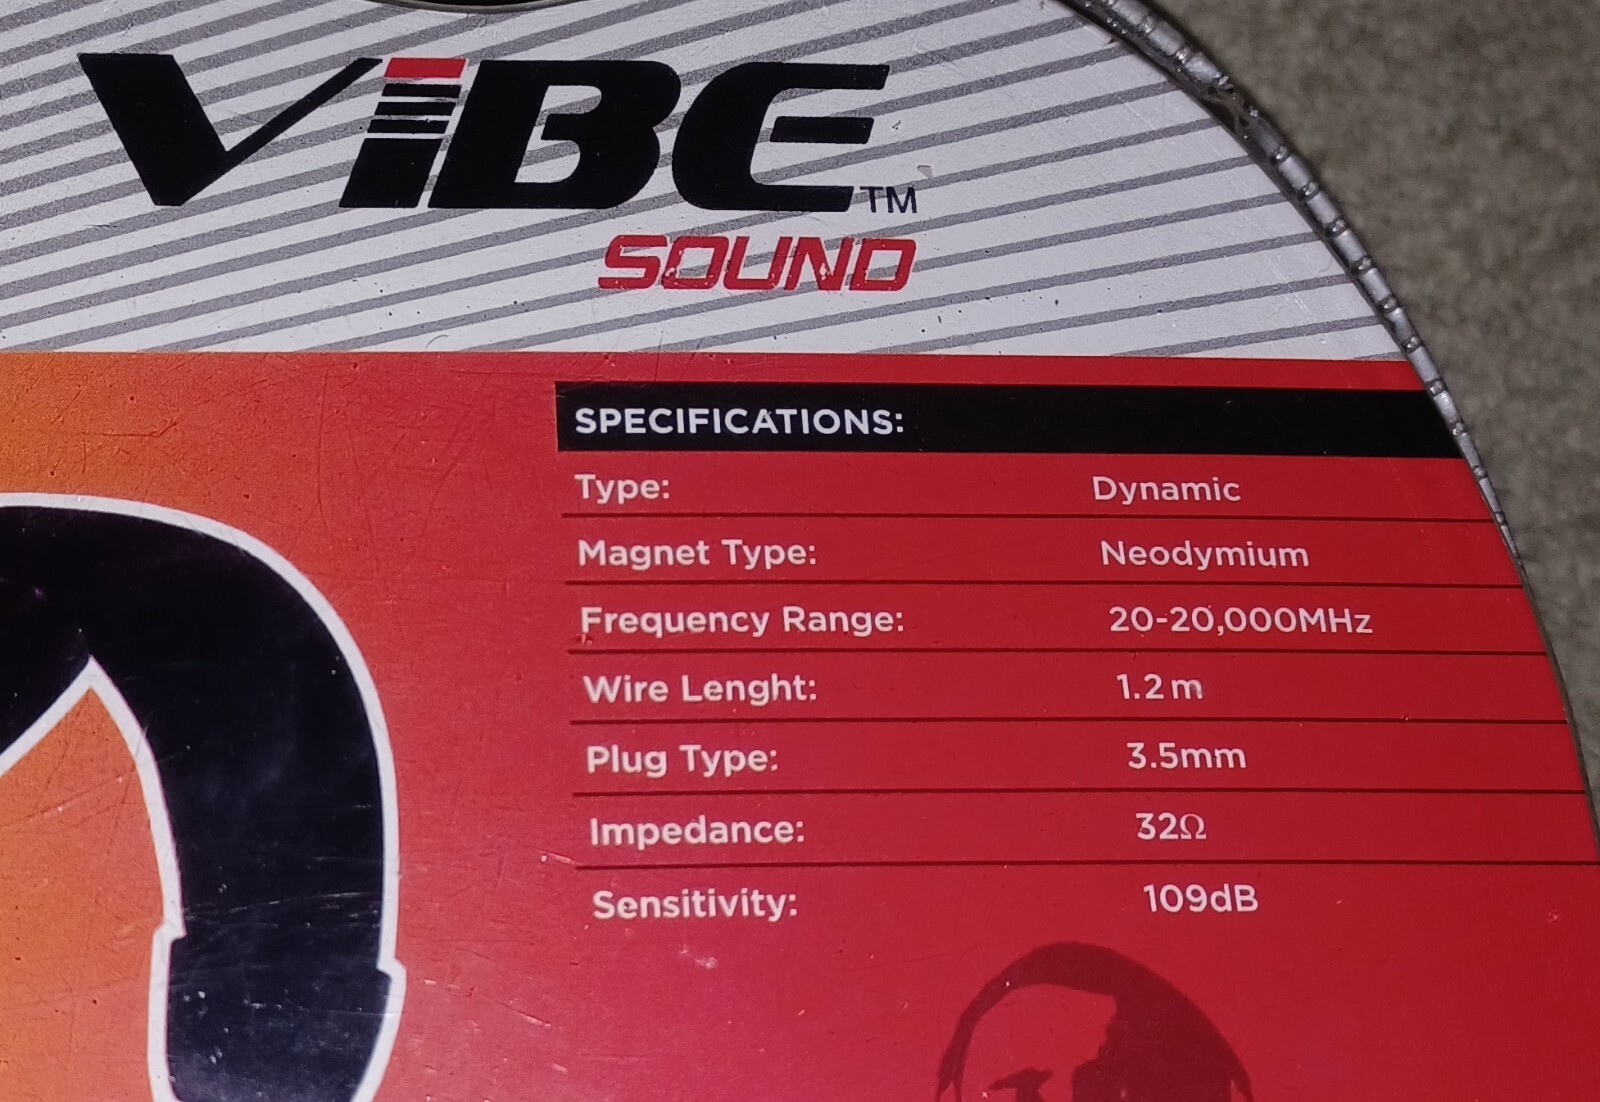 ViBE™
SOUND
SPECIFICATIONS:
Type: Dynamic
Magnet Type: Neodymium
Frequency Range: 20-20,000MHz
Wire Lenght: 1.2 m
Plug Type: 3.5mm
Impedance: 32Ω
Sensitivity: 109dB